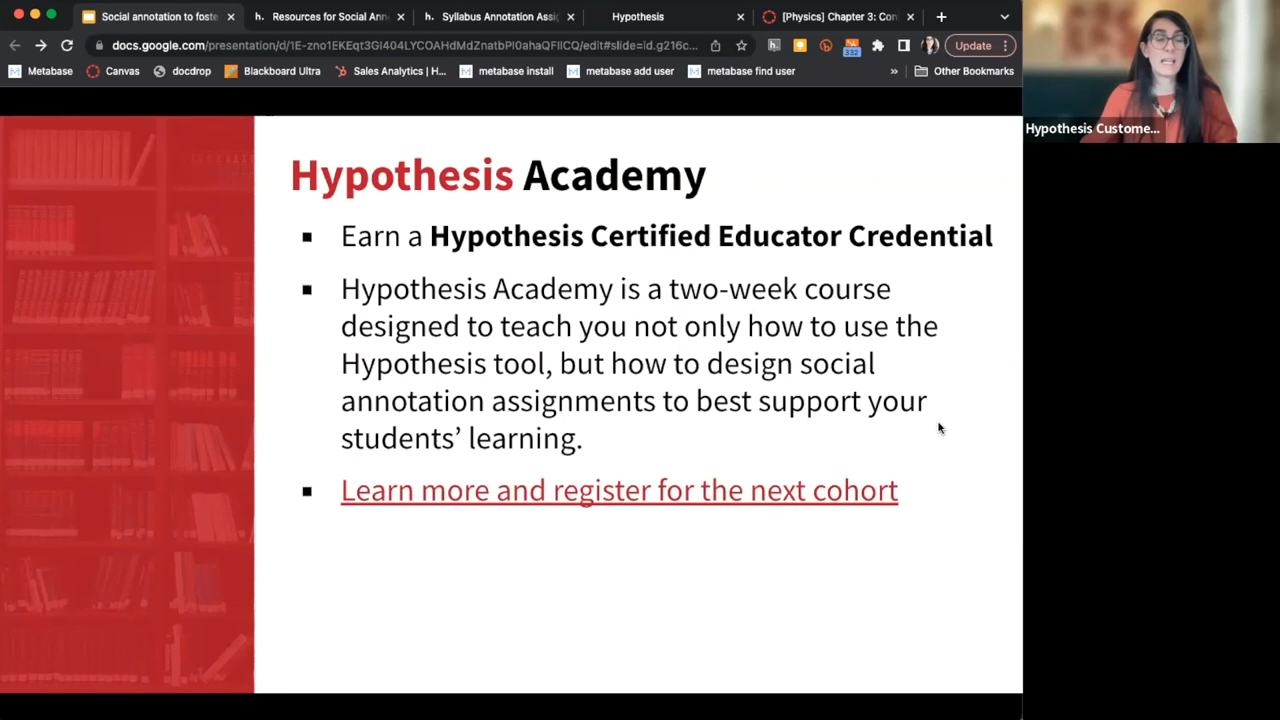 Social annotation to foste
h. Resources for Social Ann
h. Syllabus Annotation Assig
Hypothesis
[Physics] Chapter 3: Con
docs.google.com/presentation/d/1E-zno1EKEqt3GI404LYCOAHdMdZnatbPI0ahaQFIICQ/edit#slide=id.g216c...
332
Update
Metabase
Canvas
docdrop
Blackboard Ultra
Sales Analytics | H...
metabase install
metabase add user
metabase find user
»
Other Bookmarks
Hypothesis Custome...
Hypothesis Academy
Earn a Hypothesis Certified Educator Credential
Hypothesis Academy is a two-week course
designed to teach you not only how to use the
Hypothesis tool, but how to design social
annotation assignments to best support your
students’ learning.
Learn more and register for the next cohort